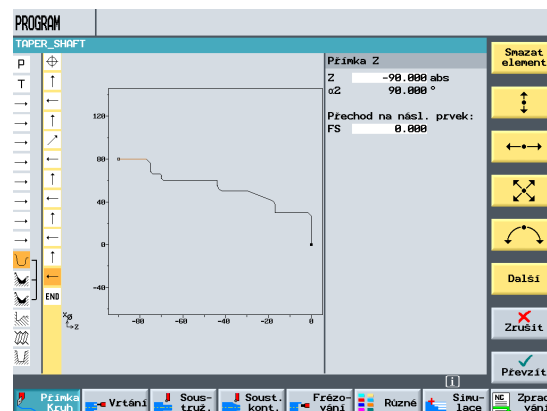 PROGRAM
TAPER_SHAFT
P
T
END
120
80
40
0
-40
-80
-60
-40
-20
0
X
Z
Přímka Z
Z -90.000 abs
α2 90.000 °
Přechod na násl. prvek:
FS 0.000
Smazat
element
Další
Zrušit
Převzít
i
Přímka
Kruh
Vrtání
Sous-
truž.
Soust.
kont.
Frézo-
vání
Různé
Simu-
lace
NC
Zprac
vání